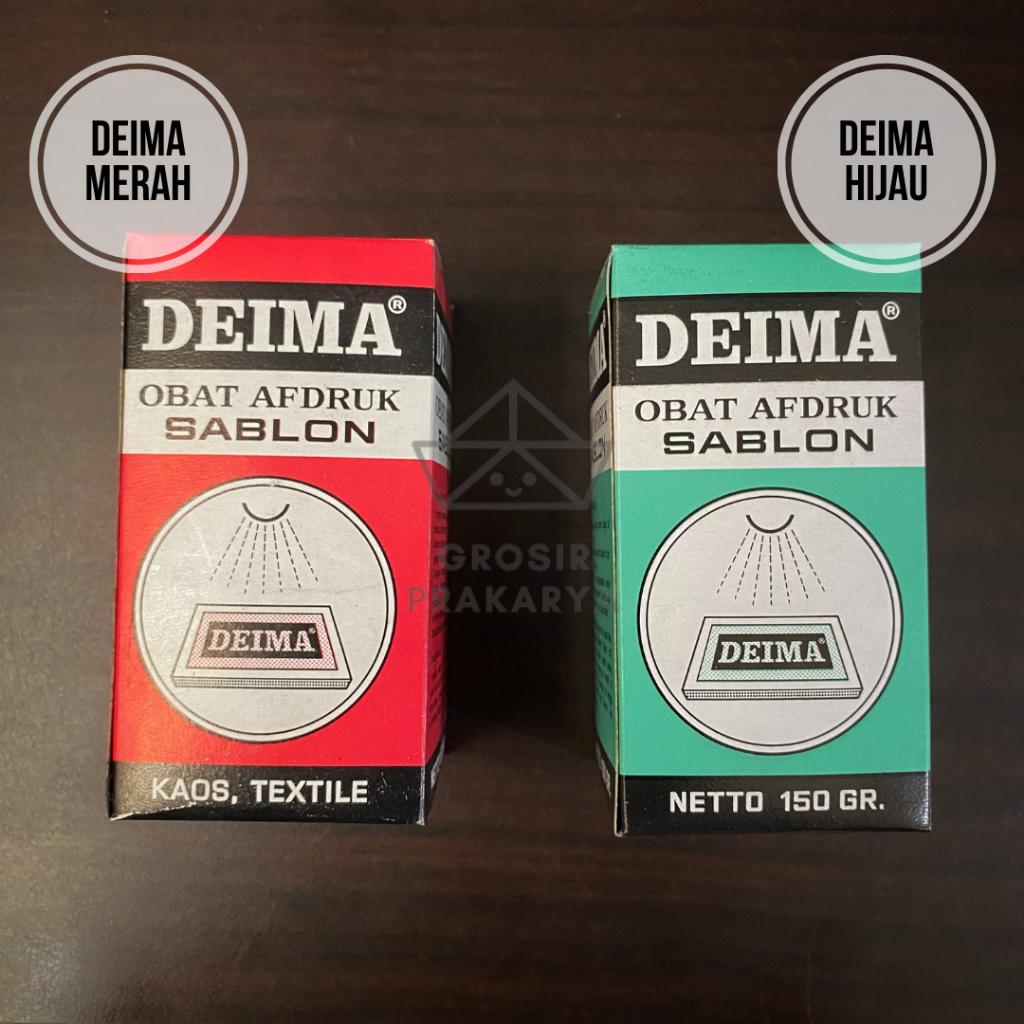 DEIMA
MERAH
DEIMA
HIJAU
DEIMA®
OBAT AFDRUK
SABLON
DEIMA®
KAOS, TEXTILE
DEIMA®
OBAT AFDRUK
SABLON
DEIMA®
NETTO 150 GR.
GROSIR
PRAKARY